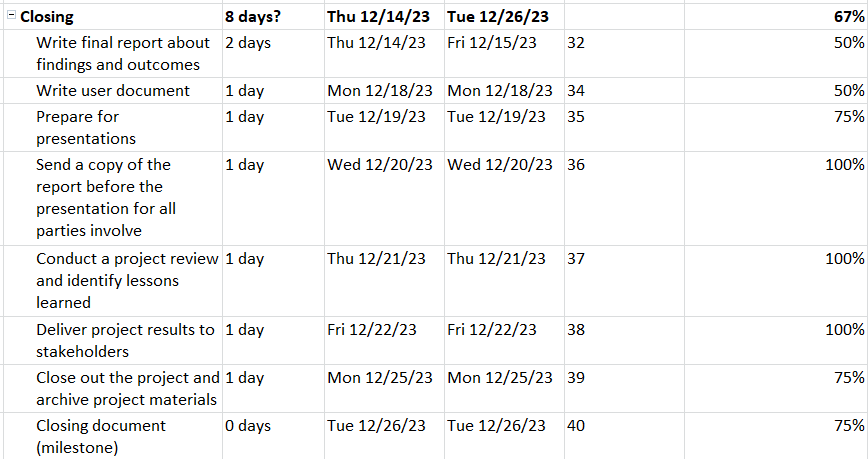 Closing 8 days? Thu 12/14/23 Tue 12/26/23 67%
Write final report about 2 days Thu 12/14/23 Fri 12/15/23 32 50%
findings and outcomes
Write user document 1 day Mon 12/18/23 Mon 12/18/23 34 50%
Prepare for 1 day Tue 12/19/23 Tue 12/19/23 35 75%
presentations
Send a copy of the 1 day Wed 12/20/23 Wed 12/20/23 36 100%
report before the
presentation for all
parties involve
Conduct a project review 1 day Thu 12/21/23 Thu 12/21/23 37 100%
and identify lessons
learned
Deliver project results to 1 day Fri 12/22/23 Fri 12/22/23 38 100%
stakeholders
Close out the project and 1 day Mon 12/25/23 Mon 12/25/23 39 75%
archive project materials
Closing document 0 days Tue 12/26/23 Tue 12/26/23 40 75%
(milestone)